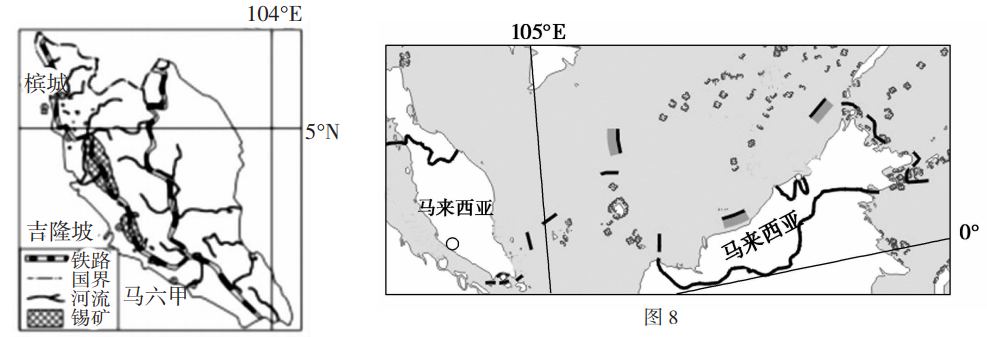 104°E
槟城
5°N
吉隆坡
铁路
国界
河流
锡矿
马六甲
105°E
马来西亚
马来西亚
0°
图 8